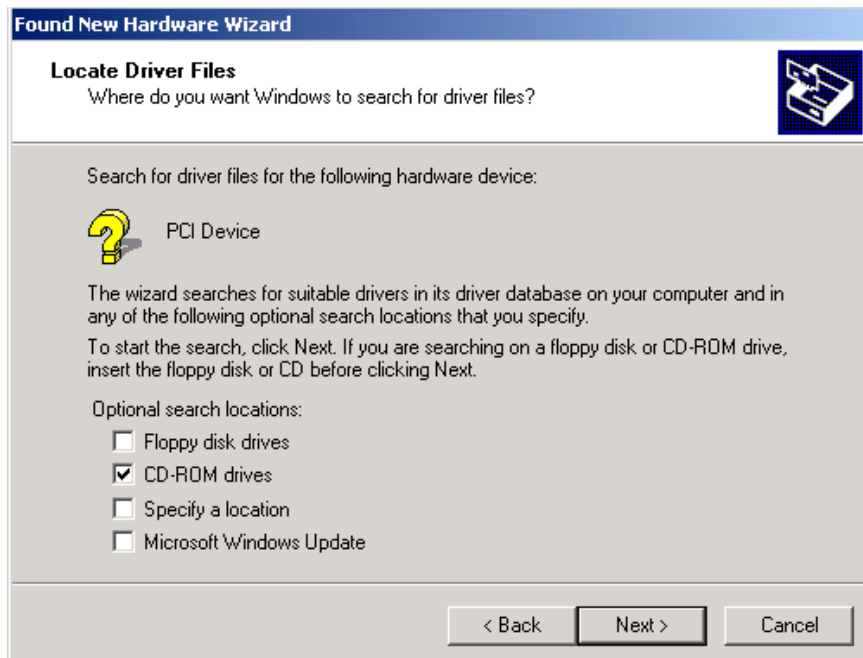 Found New Hardware Wizard
Locate Driver Files
Where do you want Windows to search for driver files?
Search for driver files for the following hardware device:
PCI Device
The wizard searches for suitable drivers in its driver database on your computer and in
any of the following optional search locations that you specify.
To start the search, click Next. If you are searching on a floppy disk or CD-ROM drive,
insert the floppy disk or CD before clicking Next.
Optional search locations:
Floppy disk drives
CD-ROM drives
Specify a location
Microsoft Windows Update
< Back Next > Cancel